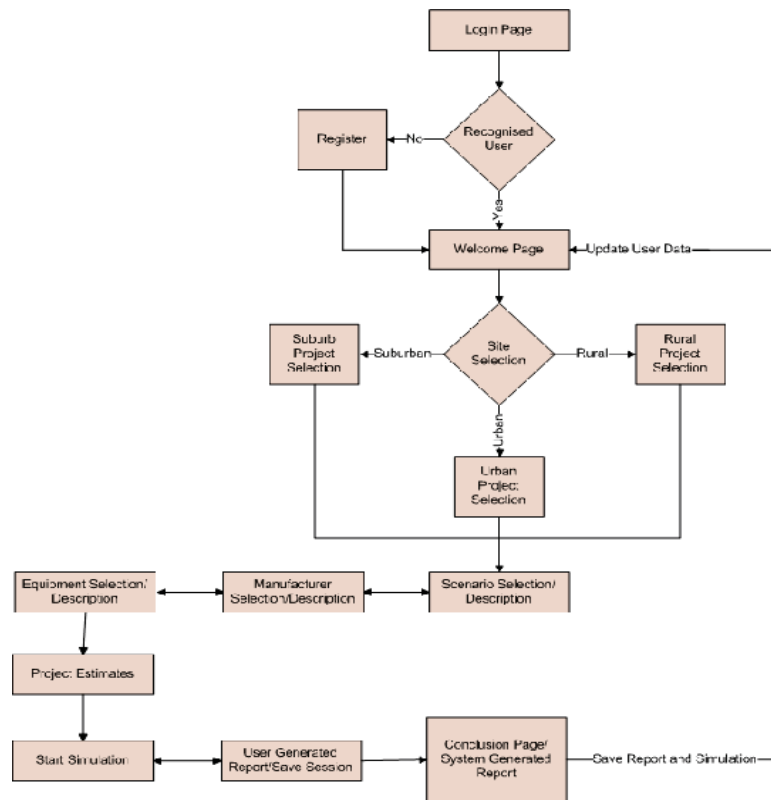 Login Page
Recognised
User
No
Register
Yes
Welcome Page
Update User Data
Suburb
Project
Selection
Suburban
Site
Selection
Rural
Rural
Project
Selection
Urban
Urban
Project
Selection
Equipment Selection/
Description
Manufacturer
Selection/Description
Scenario Selection/
Description
Project Estimates
Start Simulation
User Generated
Report/Save Session
Conclusion Page/
System Generated
Report
Save Report and Simulation